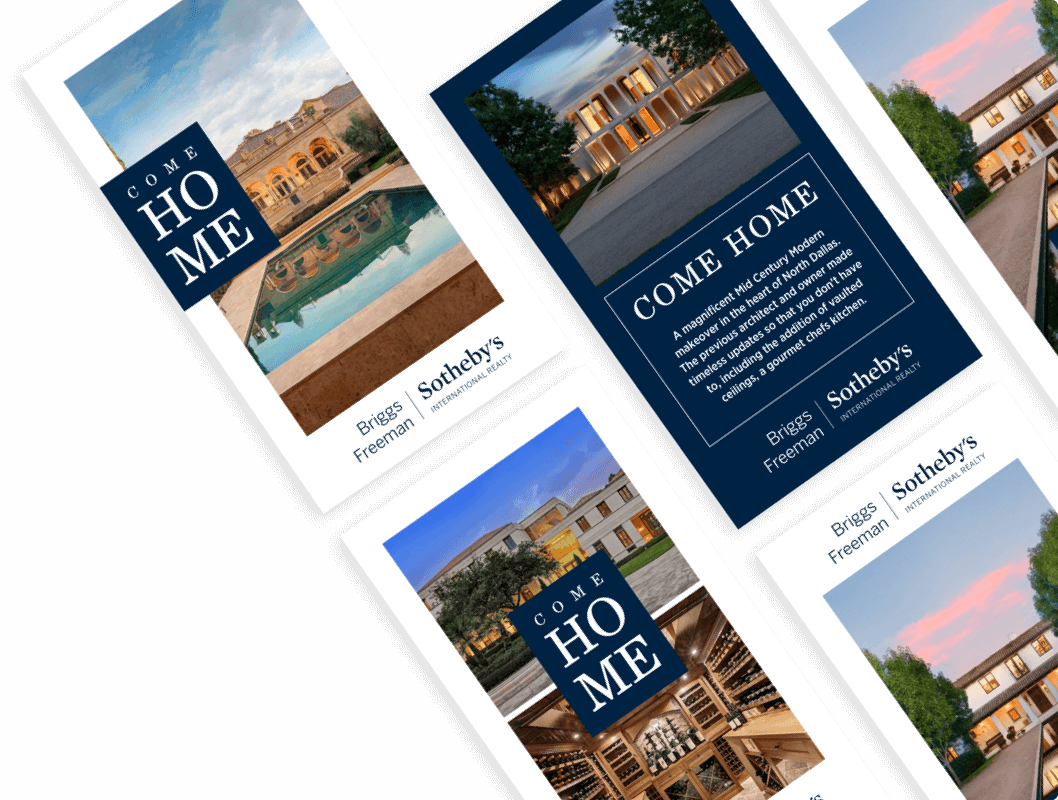 COME
HO
ME
Briggs
Freeman
Sotheby's
INTERNATIONAL REALTY
COME HOME
A magnificent Mid Century Modern
makeover in the heart of North Dallas.
The previous architect and owner made
timeless updates so that you don't have
to, including the addition of vaulted
ceilings, a gourmet chefs kitchen.
Briggs
Freeman
Sotheby's
INTERNATIONAL REALTY
COME
HO
ME
Briggs
Freeman
Sotheby's
INTERNATIONAL REALTY